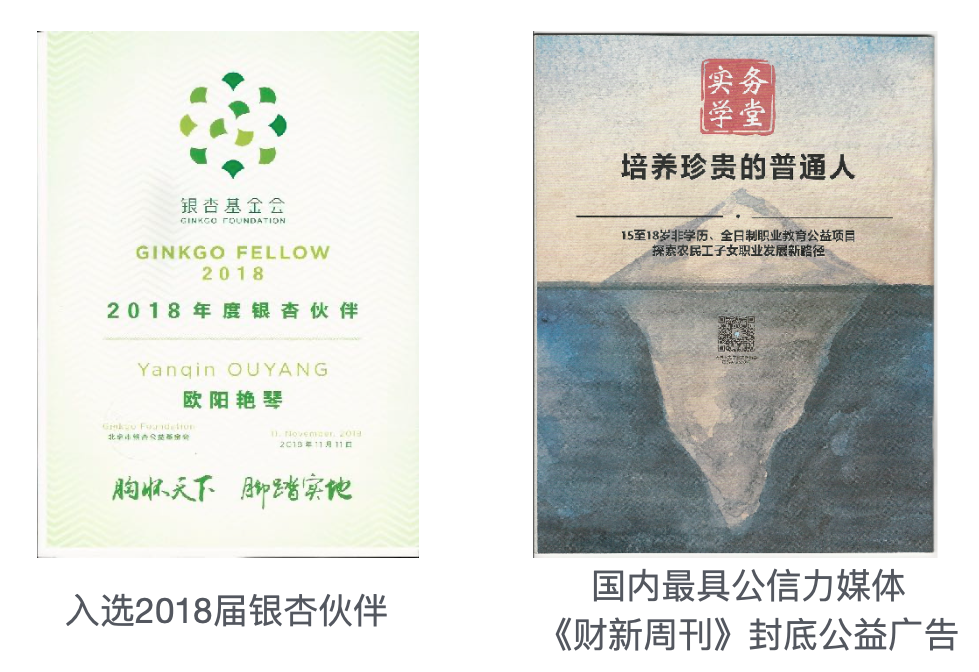 银杏基金会
GINKGO FOUNDATION
GINKGO FELLOW
2018
2018年度银杏伙伴
Yanqin OUYANG
欧阳艳琴
Ginkgo Foundation
北京市银杏公益基金会
11, November, 2018
2018年11月11日
胸怀天下 脚踏实地
入选2018届银杏伙伴
实务
学堂
培养珍贵的普通人
15至18岁非学历、全日制职业教育公益项目
探索农民工子女职业发展新路径
国内最具公信力媒体
《财新周刊》封底公益广告